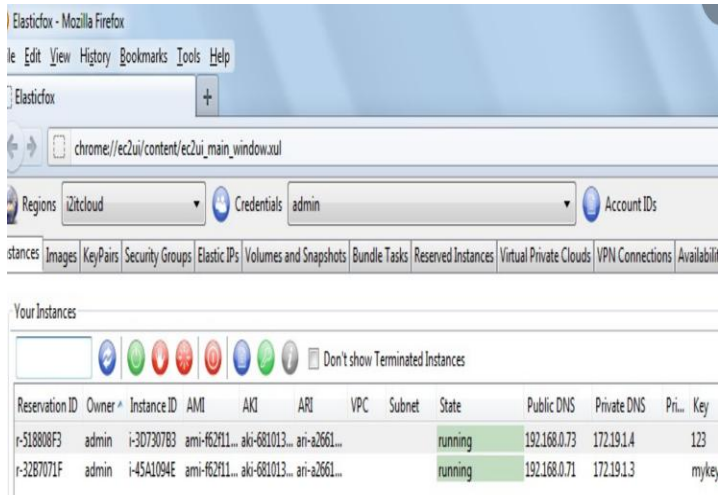 Elasticfox - Mozilla Firefox
le Edit View History Bookmarks Tools Help
Elasticfox +
chrome://ec2ui/content/ec2ui_main_window.xul
Regions i2itcloud Credentials admin Account IDs
stances Images KeyPairs Security Groups Elastic IPs Volumes and Snapshots Bundle Tasks Reserved Instances Virtual Private Clouds VPN Connections Availabilit
Your Instances
Don't show Terminated Instances
Reservation ID Owner Instance ID AMI AKI ARI VPC Subnet State Public DNS Private DNS Pri... Key
r-518808F3 admin i-3D7307B3 ami-f62f11... aki-681013... ari-a2661... running 192.168.0.73 172.19.1.4 123
r-32B7071F admin i-45A1094E ami-f62f11... aki-681013... ari-a2661... running 192.168.0.71 172.19.1.3 mykey